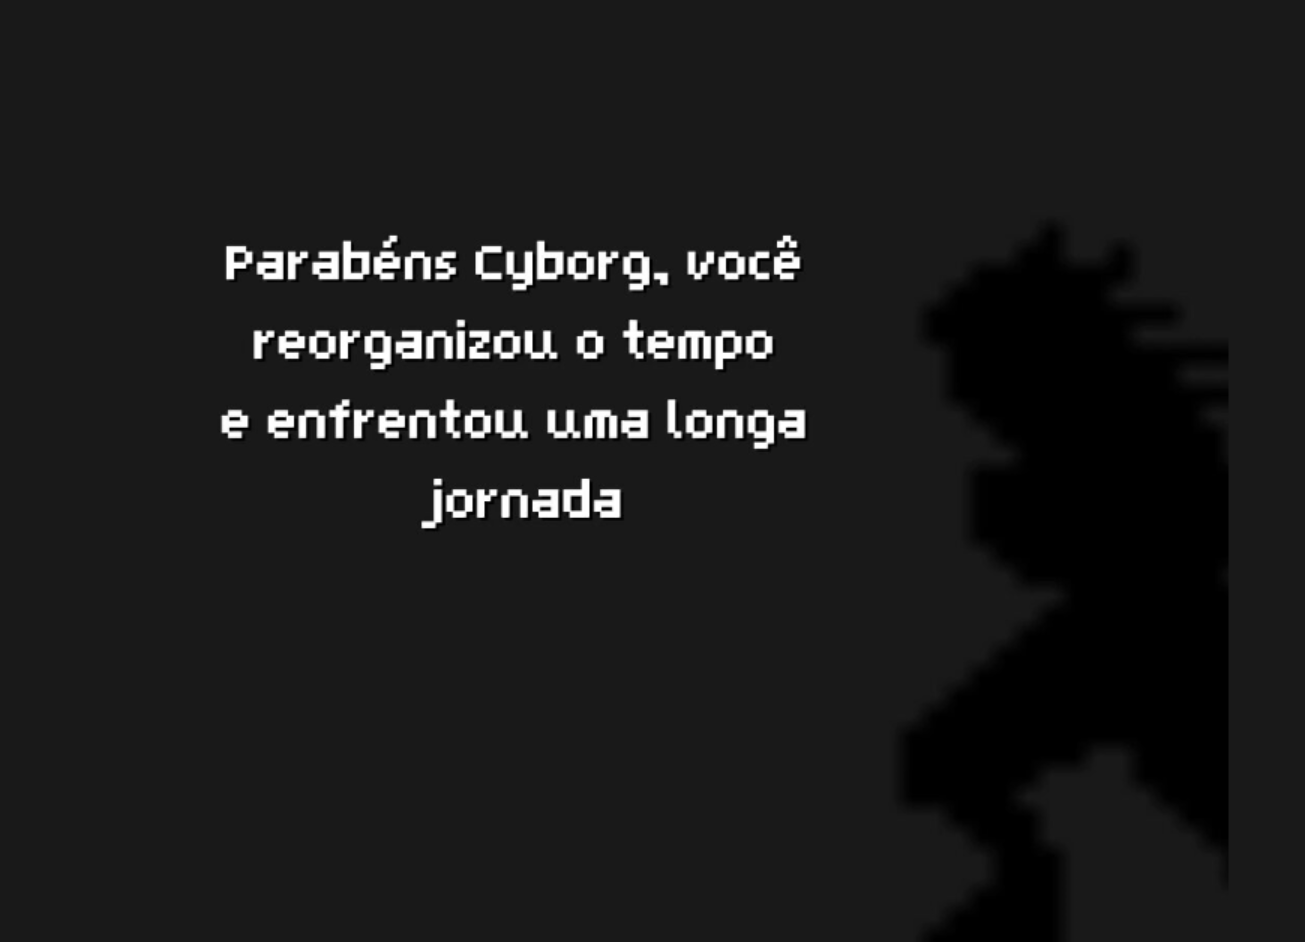 Parabéns Cyborg, você
reorganizou o tempo
e enfrentou uma longa
jornada